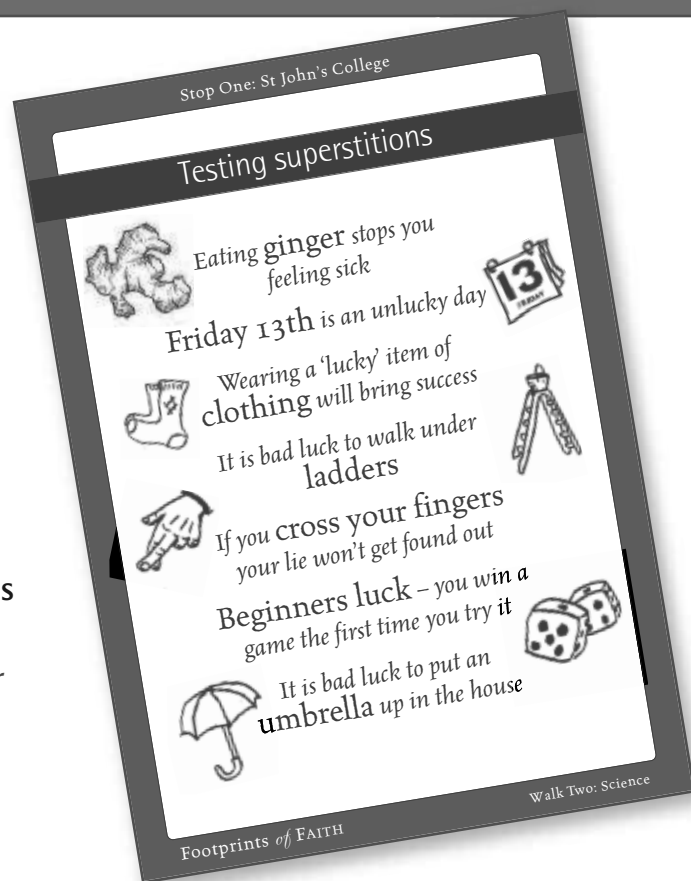 Stop One: St John's College
Testing superstitions
Eating ginger stops you
feeling sick
13
FRIDAY
Friday 13th is an unlucky day
Wearing a 'lucky' item of
clothing will bring success
It is bad luck to walk under
ladders
If you cross your fingers
your lie won't get found out
Beginners luck – you win a
game the first time you try it
It is bad luck to put an
umbrella up in the house
Walk Two: Science
Footprints of FAITH
s
r